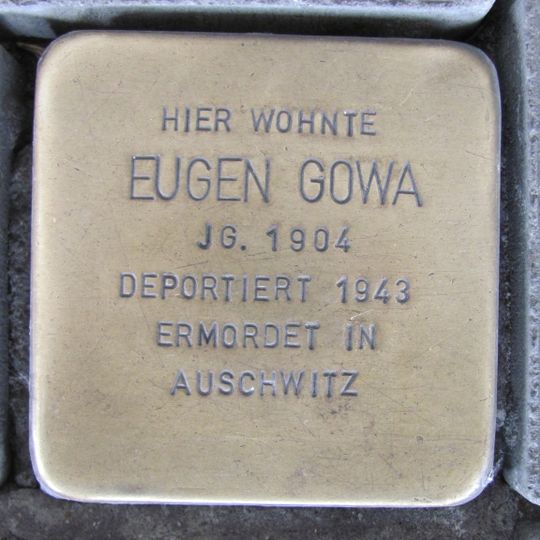 HIER WOHNTE
EUGEN GOWA
JG. 1904
DEPORTIERT 1943
ERMORDET IN
AUSCHWITZ